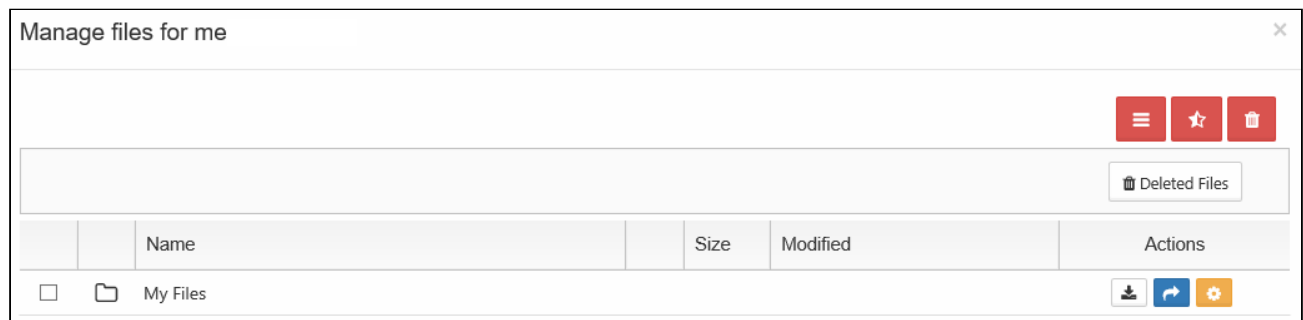 Manage files for me
Deleted Files
Name Size Modified Actions
My Files